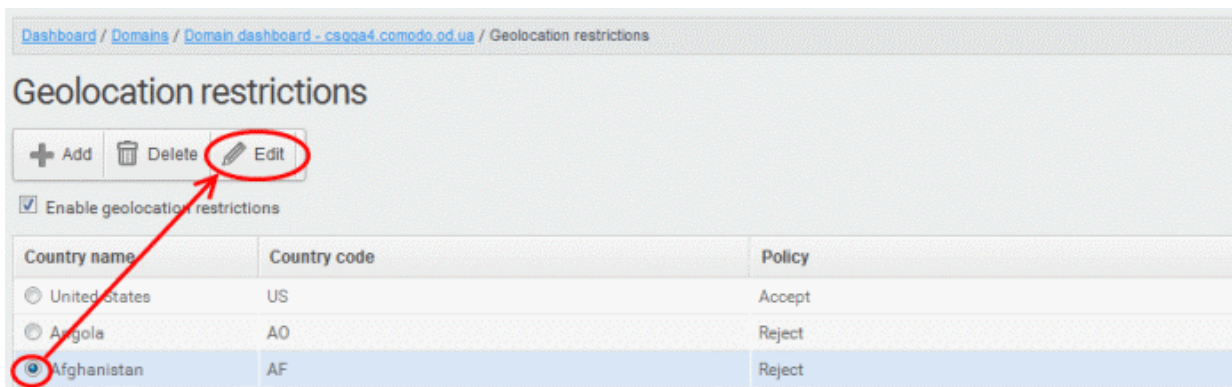 Dashboard / Domains / Domain dashboard - csqqa4.comodo.od.ua / Geolocation restrictions
Geolocation restrictions
Add Delete Edit
Enable geolocation restrictions
Country name Country code Policy
United States US Accept
Angola AO Reject
Afghanistan AF Reject